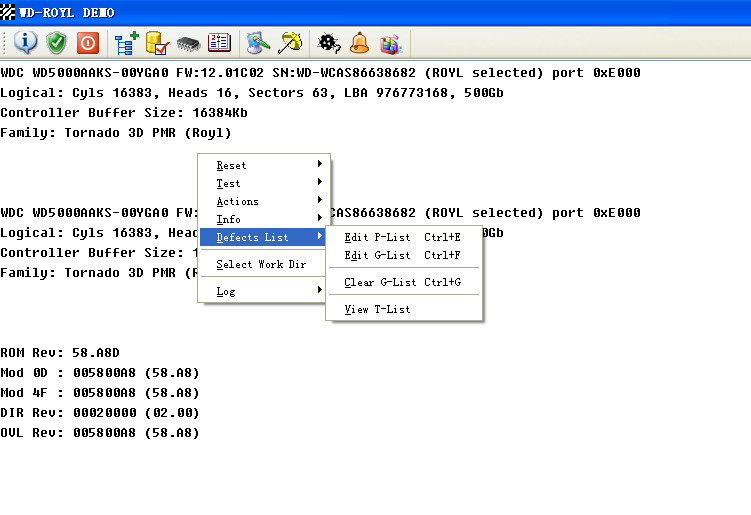 WD-ROYL DEMO
WDC WD5000AAKS-00YGA0 FW:12.01C02 SN:WD-WCAS86638682 (ROYL selected) port 0xE000
Logical: Cyls 16383, Heads 16, Sectors 63, LBA 976773168, 500Gb
Controller Buffer Size: 16384Kb
Family: Tornado 3D PMR (Royl)
Reset
Test
Actions
Info
Defects List
Select Work Dir
Log
Edit P-List Ctrl+E
Edit G-List Ctrl+F
Clear G-List Ctrl+G
View T-List
WDC WD5000AAKS-00YGA0 FW: CAS86638682 (ROYL selected) port 0xE000
Logical: Cyls 16383, Head 0Gb
Controller Buffer Size: 1
Family: Tornado 3D PMR (R
ROM Rev: 58.A8D
Mod 0D : 005800A8 (58.A8)
Mod 4F : 005800A8 (58.A8)
DIR Rev: 00020000 (02.00)
OVL Rev: 005800A8 (58.A8)